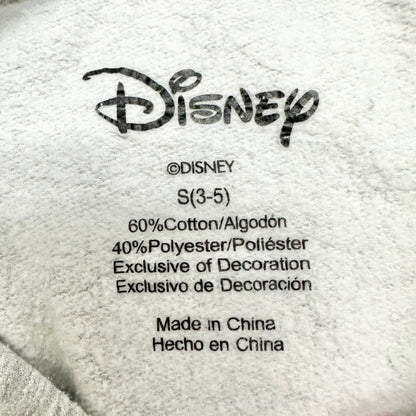 Disney
©DISNEY
S(3-5)
60%Cotton/Algodón
40%Polyester/Poliéster
Exclusive of Decoration
Exclusivo de Decoración
Made in China
Hecho en China